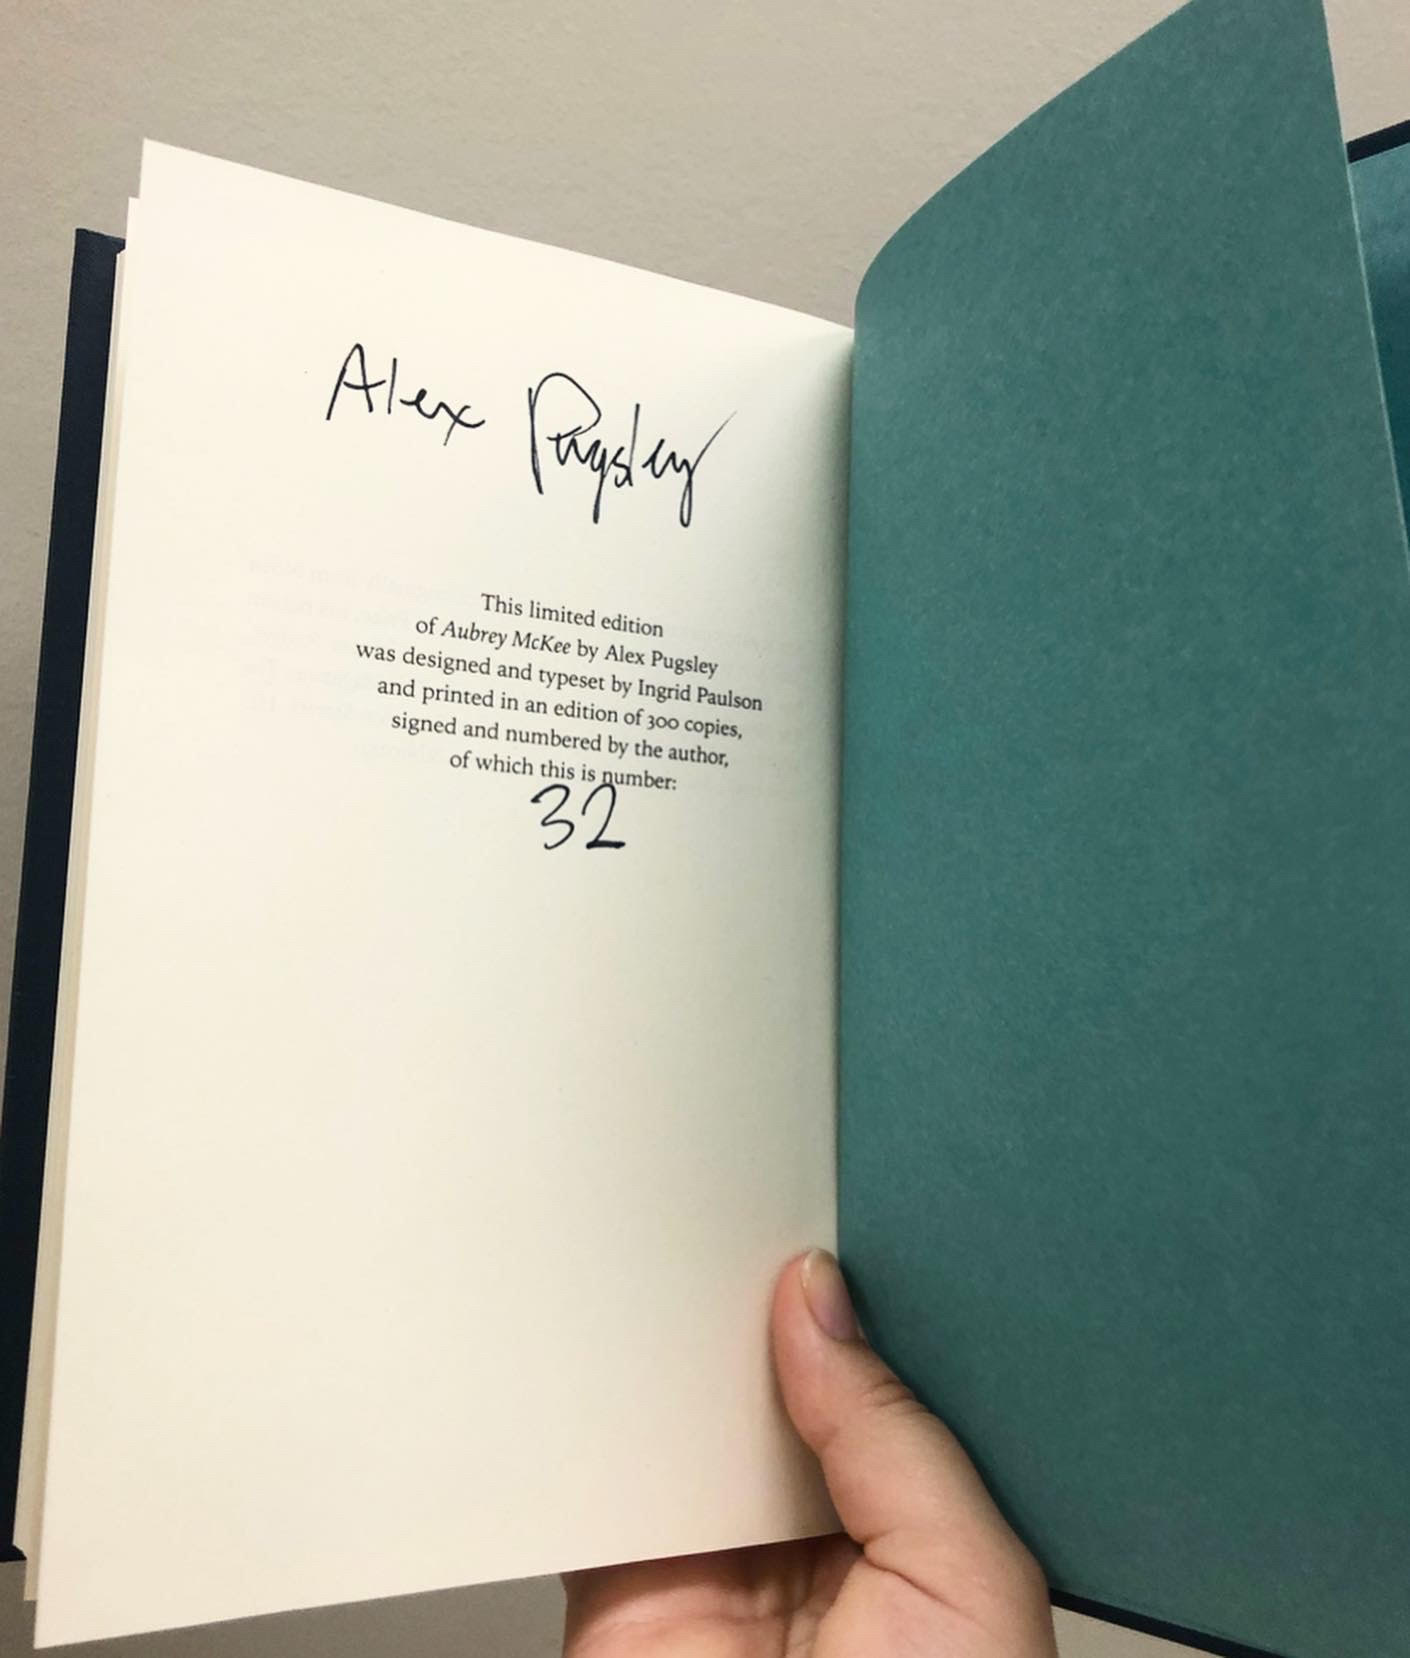 Alex Pugsley
This limited edition
of Aubrey McKee by Alex Pugsley
was designed and typeset by Ingrid Paulson
and printed in an edition of 300 copies,
signed and numbered by the author,
of which this is number:
32